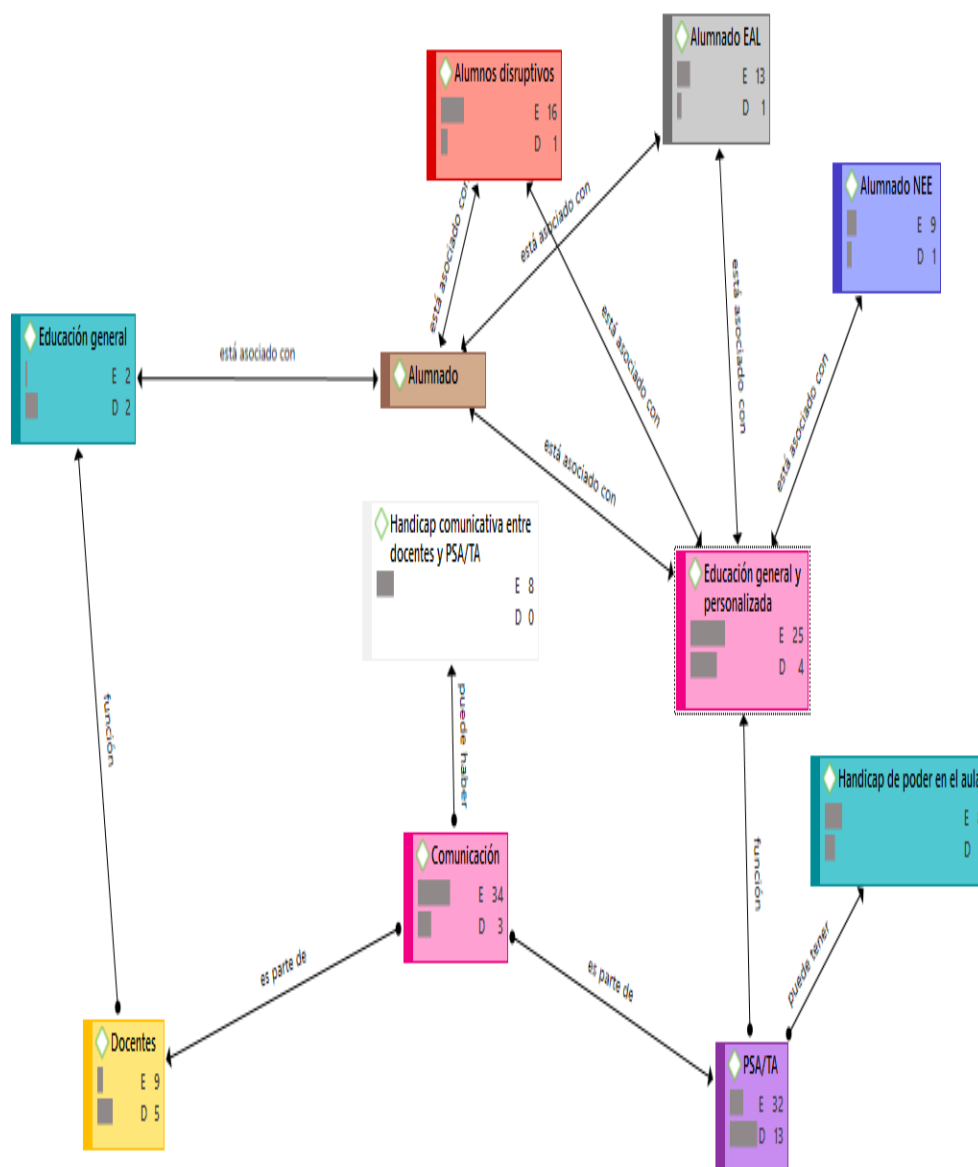 Alumnado EAL
E 13
D 1
Alumnos disruptivos
E 16
D 1
Alumnado NEE
E 9
D 1
está asociado con
está asociado con
está asociado con
está asociado con
está asociado con
Educación general
E 2
D 2
está asociado con
Alumnado
está asociado con
Handicap comunicativa entre
docentes y PSA/TA
E 8
D 0
Educación general y
personalizada
E 25
D 4
función
puede haber
Handicap de poder en el aula
E
D
Comunicación
E 34
D 3
función
puede tener
es parte de
es parte de
Docentes
E 9
D 5
PSA/TA
E 32
D 13